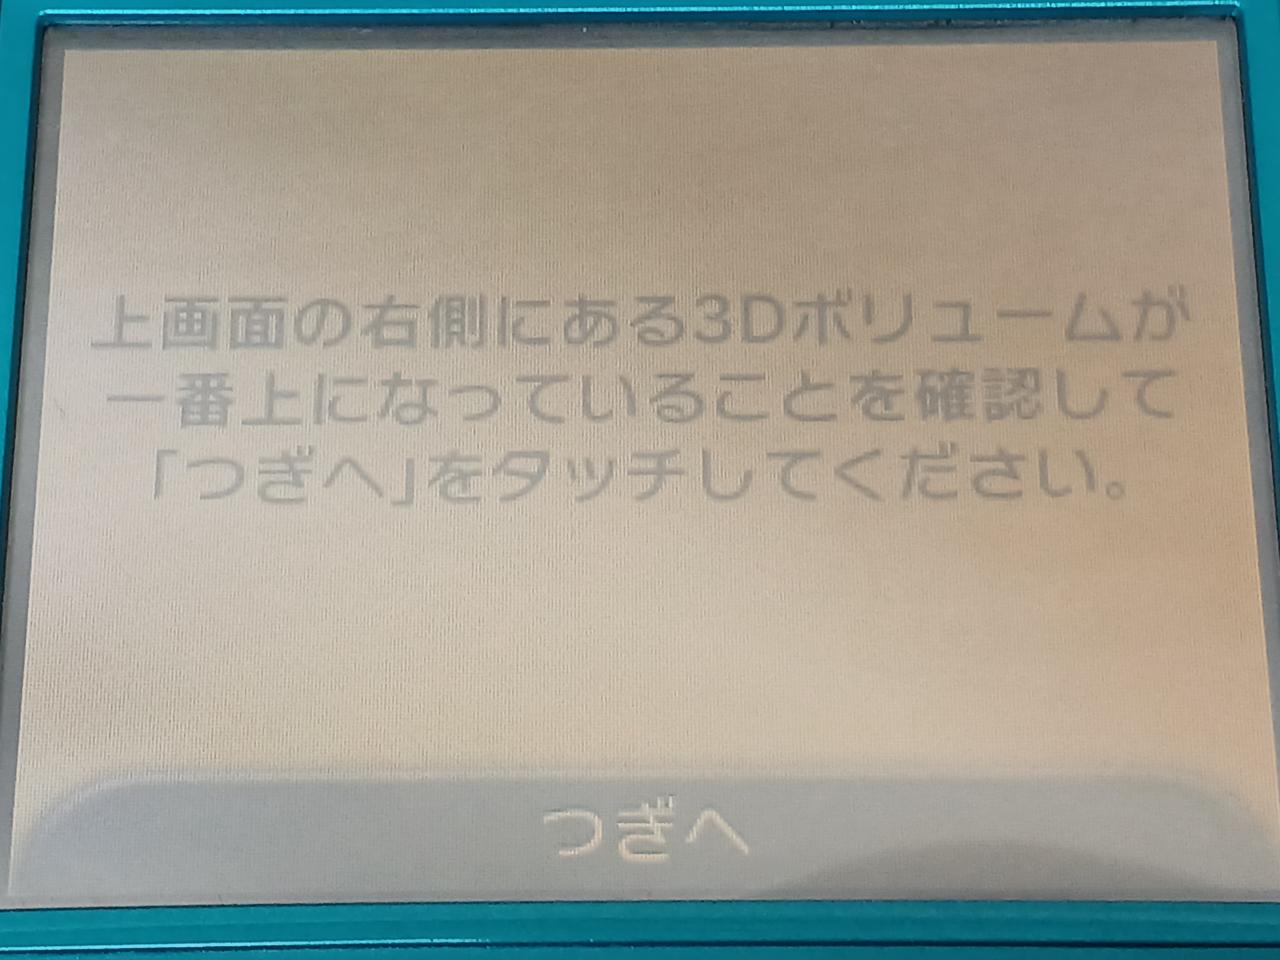 上画面の右側にある3Dボリュームが
一番上になっていることを確認して
「つぎへ」をタッチしてください。
つぎへ